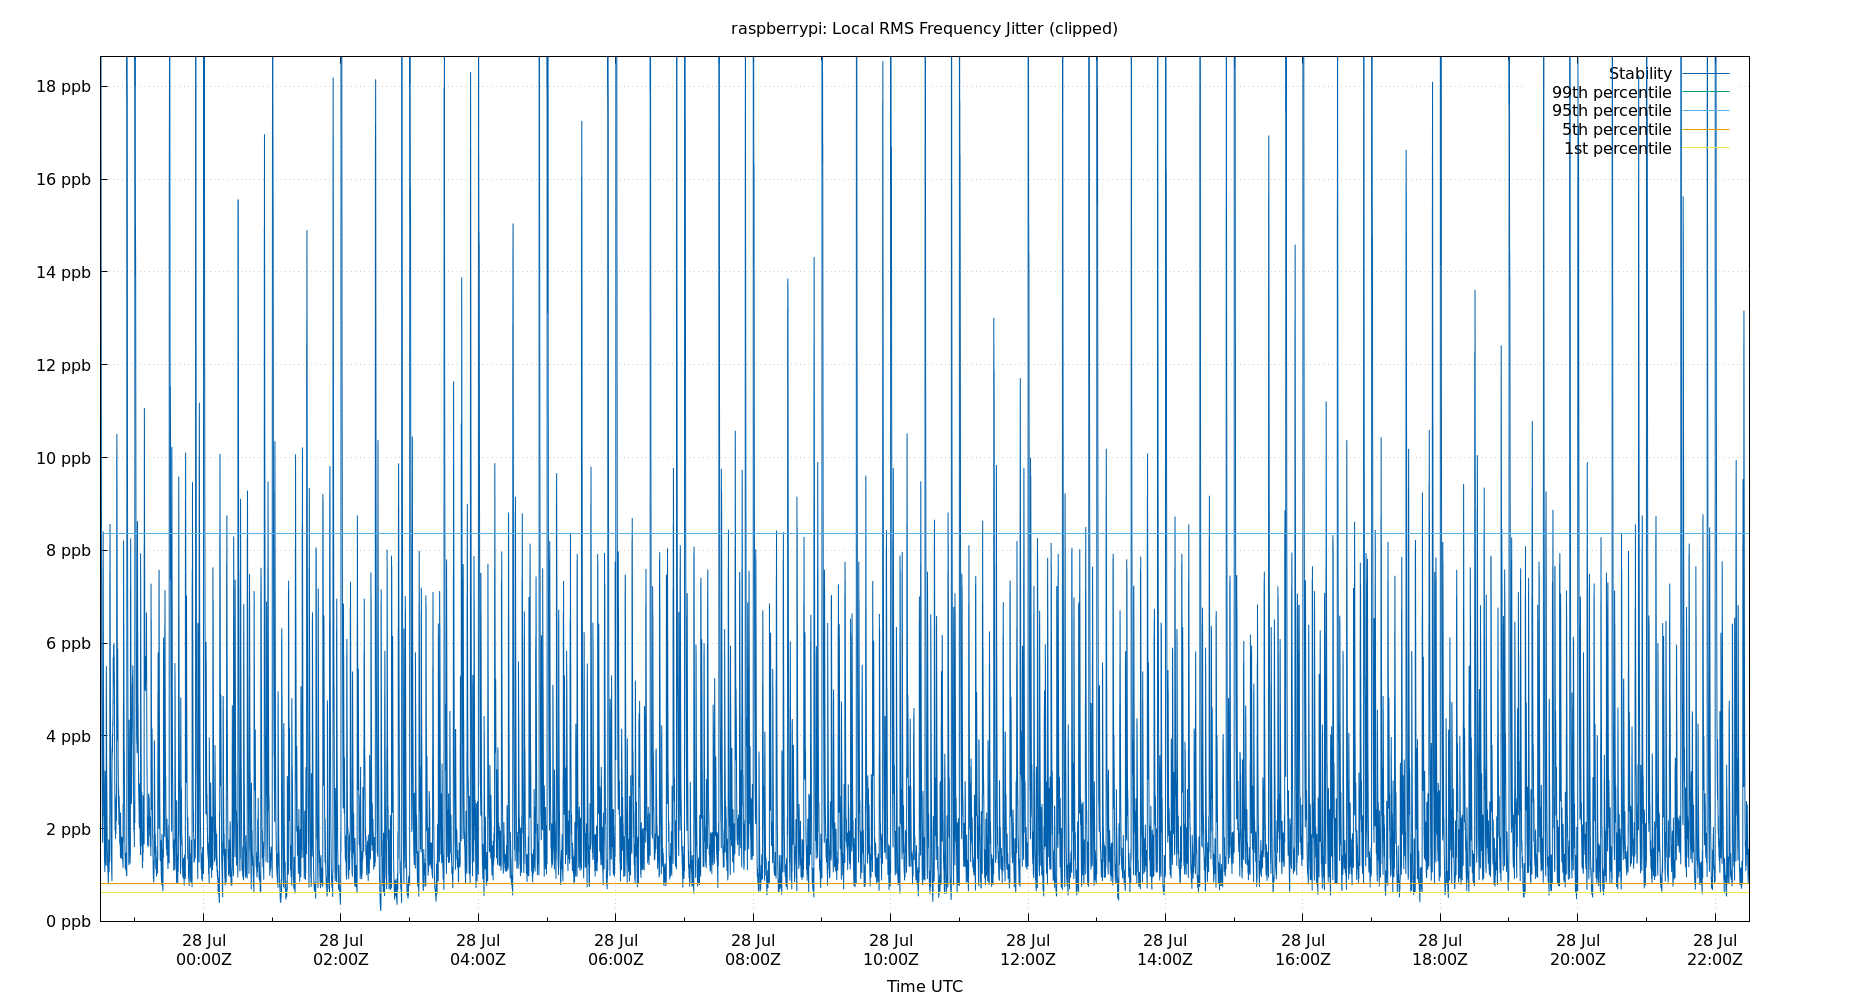 raspberrypi: Local RMS Frequency Jitter (clipped)
Stability
99th percentile
95th percentile
5th percentile
1st percentile
18 ppb
16 ppb
14 ppb
12 ppb
10 ppb
8 ppb
6 ppb
4 ppb
2 ppb
0 ppb
28 Jul 28 Jul 28 Jul 28 Jul 28 Jul 28 Jul 28 Jul 28 Jul 28 Jul 28 Jul 28 Jul 28 Jul
00:00Z 02:00Z 04:00Z 06:00Z 08:00Z 10:00Z 12:00Z 14:00Z 16:00Z 18:00Z 20:00Z 22:00Z
Time UTC